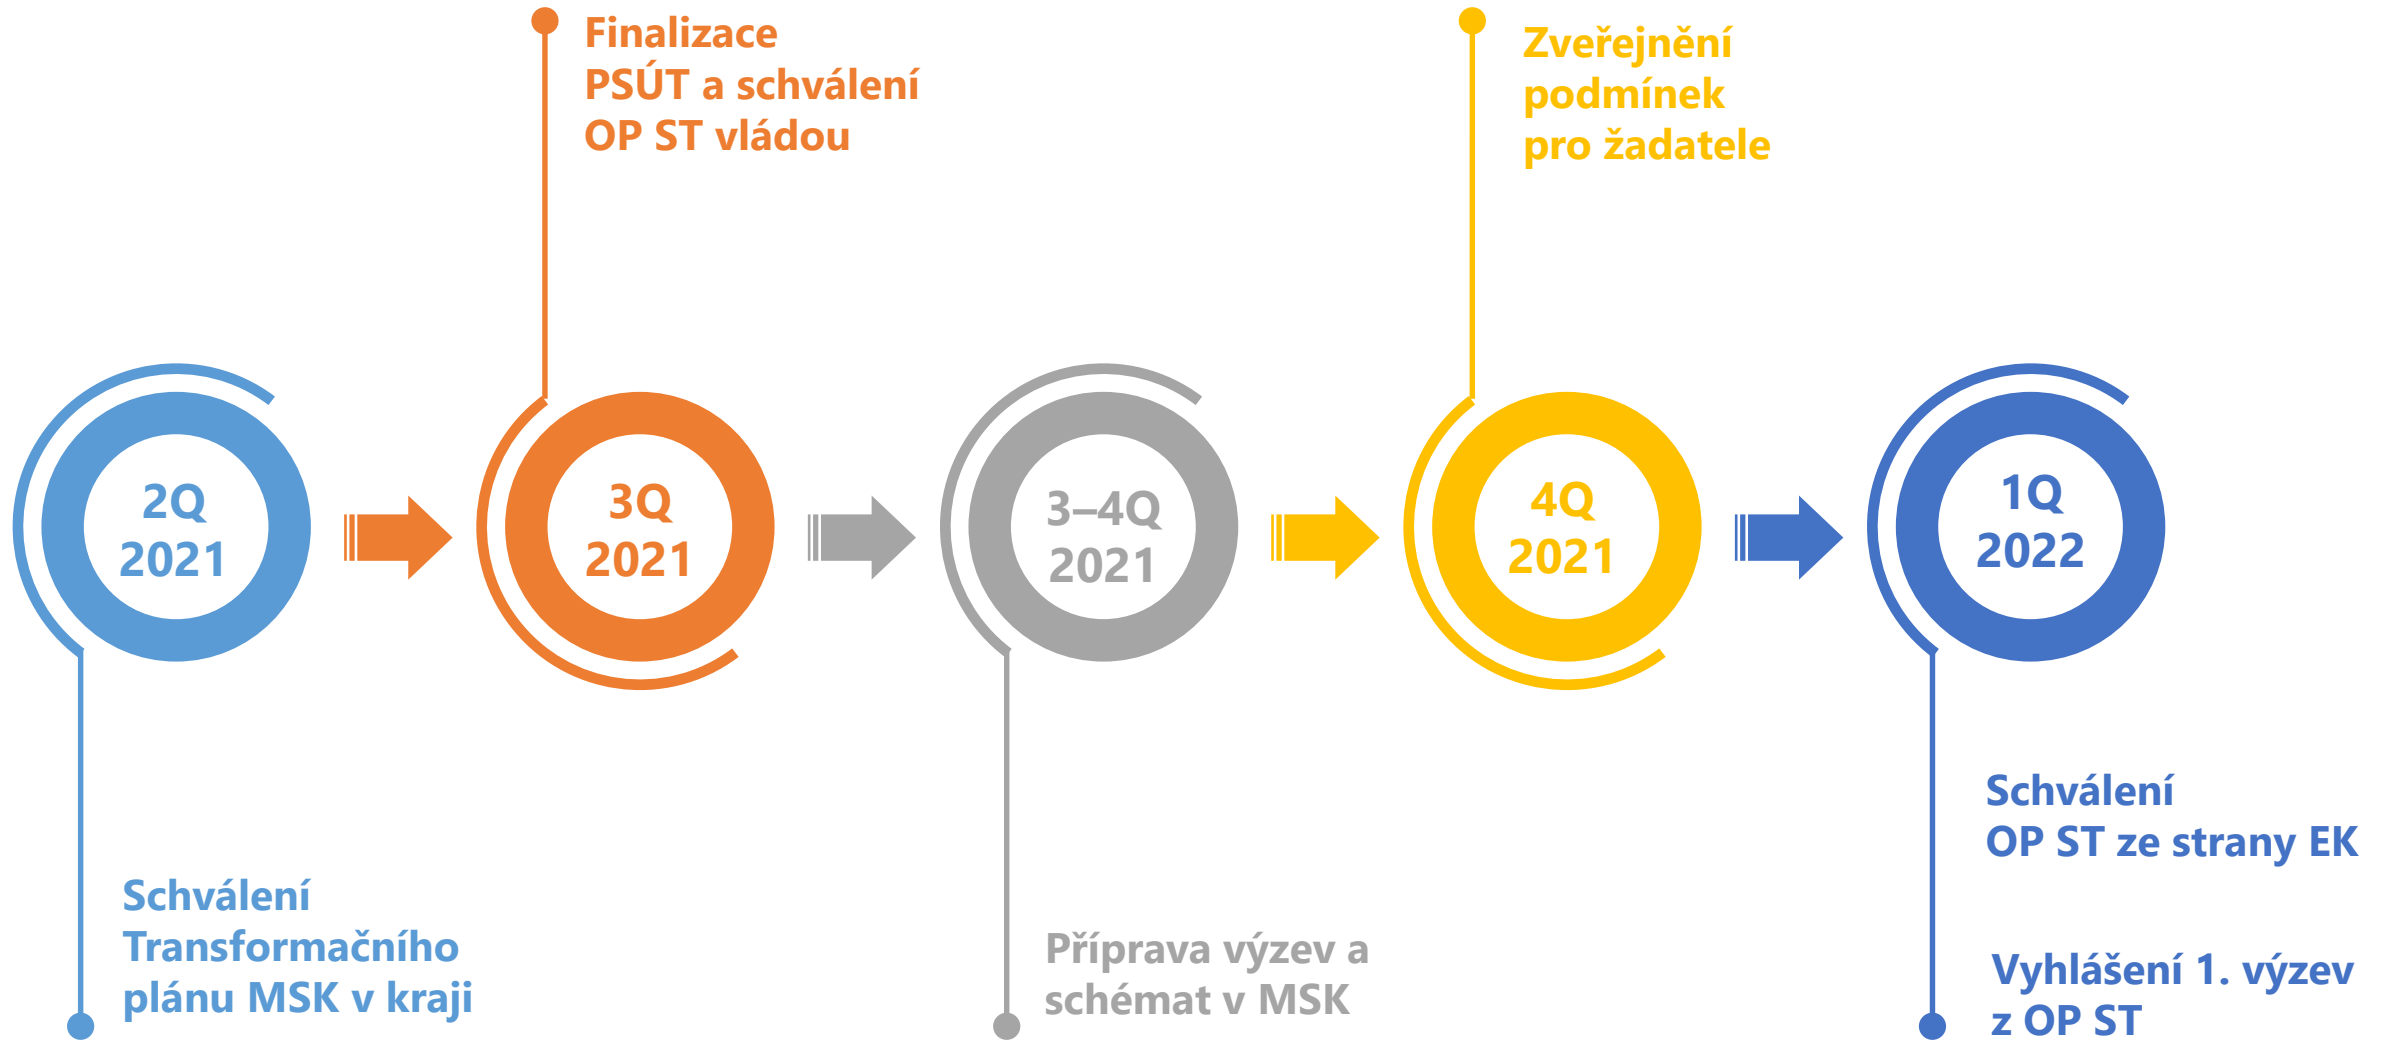 2Q
2021
Schválení
Transformačního
plánu MSK v kraji
Finalizace
PSÚT a schválení
OP ST vládou
3Q
2021
3–4Q
2021
Příprava výzev a
schémat v MSK
Zveřejnění
podmínek
pro žadatele
4Q
2021
1Q
2022
Schválení
OP ST ze strany EK
Vyhlášení 1. výzev
z OP ST